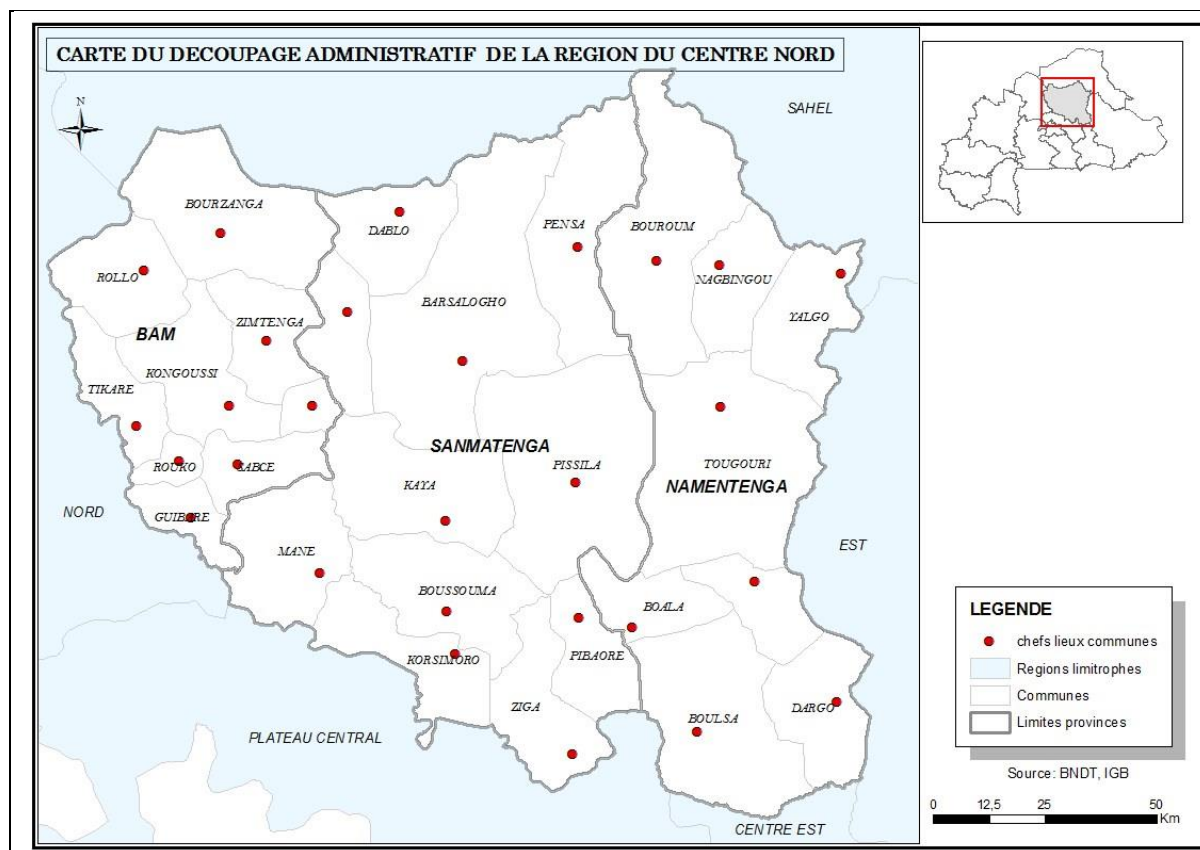 CARTE DU DECOUPAGE ADMINISTRATIF DE LA REGION DU CENTRE NORD
N
SAHEL
BOURZANGA
DABLO
PENSA
BOUROUM
NAGBINGOU
ROLLO
BARSALOGHO
YALGO
ZIMTENGA
BAM
KONGOUSSI
TIKARE
SANMATENGA
ROUKO
SABCE
PISSILA
TOUGOURI
KAYA
NAMENTENGA
NORD
GUIBARE
EST
MANE
BOUSSOUMA
BOALA
KORSIMORO
PIBAORE
ZIGA
DARGO
BOULSA
PLATEAU CENTRAL
CENTRE EST
LEGENDE
chefs lieux communes
Regions limitrophes
Communes
Limites provinces
Source: BNDT, IGB
0 12,5 25 50
Km